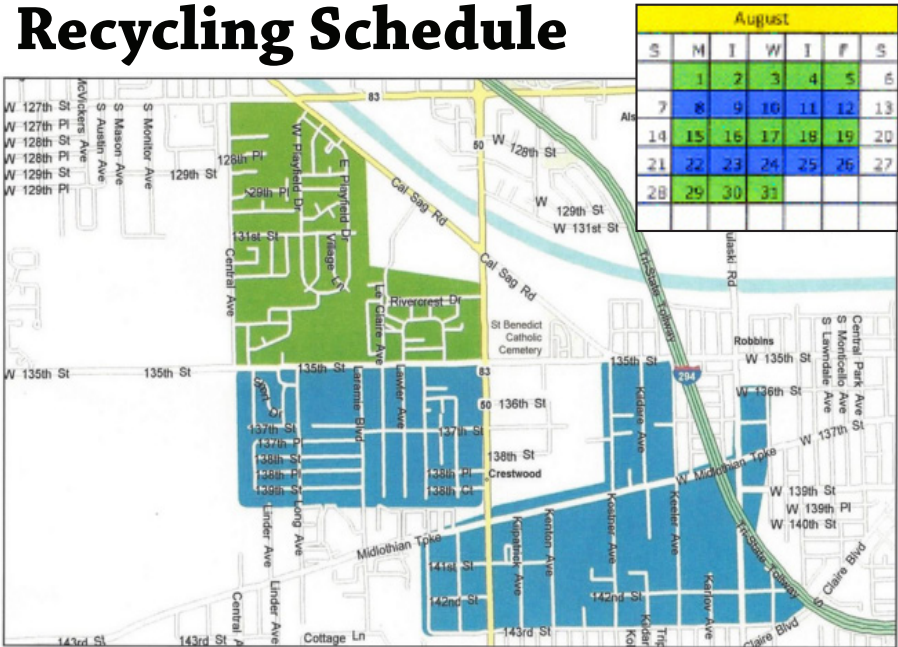 Recycling Schedule
August
S M T W T F S
1 2 3 4 5 6
7 8 9 10 11 12 13
14 15 16 17 18 19 20
21 22 23 24 25 26 27
28 29 30 31
83
W 127th St
W 127th Pl
W 128th St
W 128th Pl
W 129th St
W 129th Pl
McVickers Ave
S Austin Ave
S Mason Ave
S Monitor Ave
129th St
128th Pl
129th Pl
131st St
Central Ave
W Playfield Dr
E Playfield Dr
Village Ln
Cal Sag Rd
50
W 128th St
Als
W 129th St
W 131st St
Cal Sag Rd
Tri-State Tollway
ulaski Rd
Le Claire Ave
Rivercrest Dr
St Benedict
Catholic
Cemetery
Robbins
W 135th St
S Lawndale Ave
S Monticello Ave
Central Park Ave
W 135th St
135th St
135th St
83
135th St
294
W 136th St
50
136th St
Laramie Blvd
Lawler Ave
Kildare Ave
137th St
137th Pl
138th St
138th Pl
139th St
137th St
138th Pl
138th Ct
138th St
Crestwood
W 137th St
W Midlothian Tpke
W 139th St
W 139th Pl
W 140th St
Linder Ave
Long Ave
Midlothian Tpke
Kilpatrick Ave
Kenton Ave
Kostner Ave
Keeler Ave
Tri-State Tollway
S Claire Blvd
141st St
142nd St
142nd St
Karlov Ave
Central A
Linder Ave
143rd St
143rd St
Cottage Ln
143rd St
Kildar
Trip
Claire Blvd